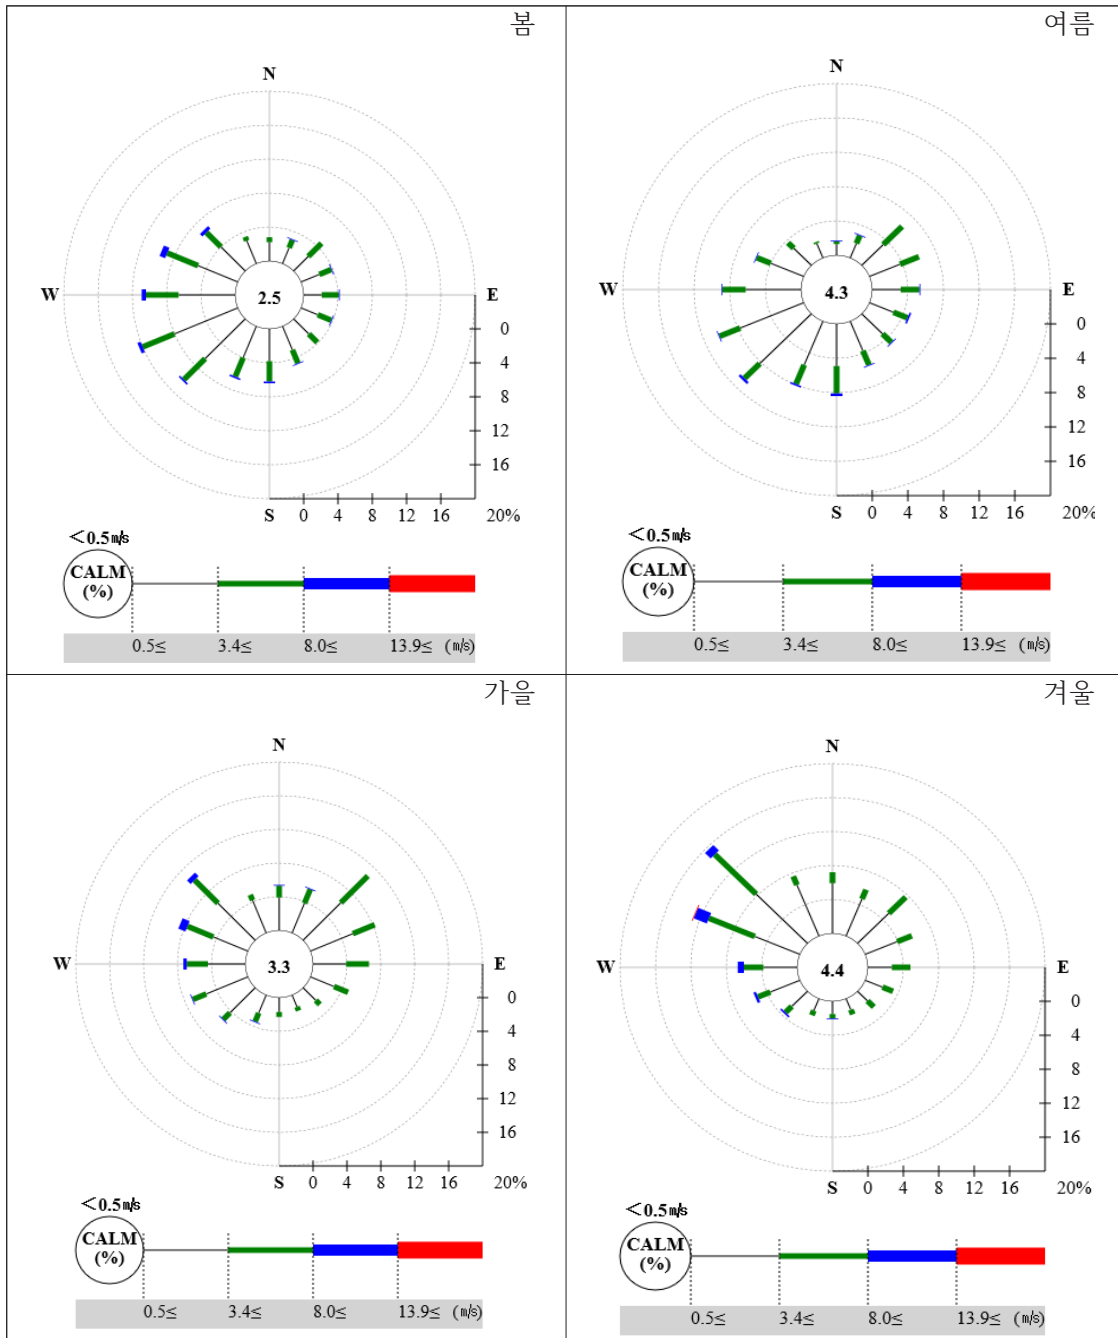 봄
N
W
2.5
E
0
4
8
12
16
S
0 4 8 12 16 20%
<0.5㎧
CALM
(%)
0.5≤ 3.4≤ 8.0≤ 13.9≤ (㎧)
여름
N
W
4.3
E
0
4
8
12
16
S
0 4 8 12 16 20%
<0.5㎧
CALM
(%)
0.5≤ 3.4≤ 8.0≤ 13.9≤ (㎧)
가을
N
W
3.3
E
0
4
8
12
16
S
0 4 8 12 16 20%
<0.5㎧
CALM
(%)
0.5≤ 3.4≤ 8.0≤ 13.9≤ (㎧)
겨울
N
W
4.4
E
0
4
8
12
16
S
0 4 8 12 16 20%
<0.5㎧
CALM
(%)
0.5≤ 3.4≤ 8.0≤ 13.9≤ (㎧)